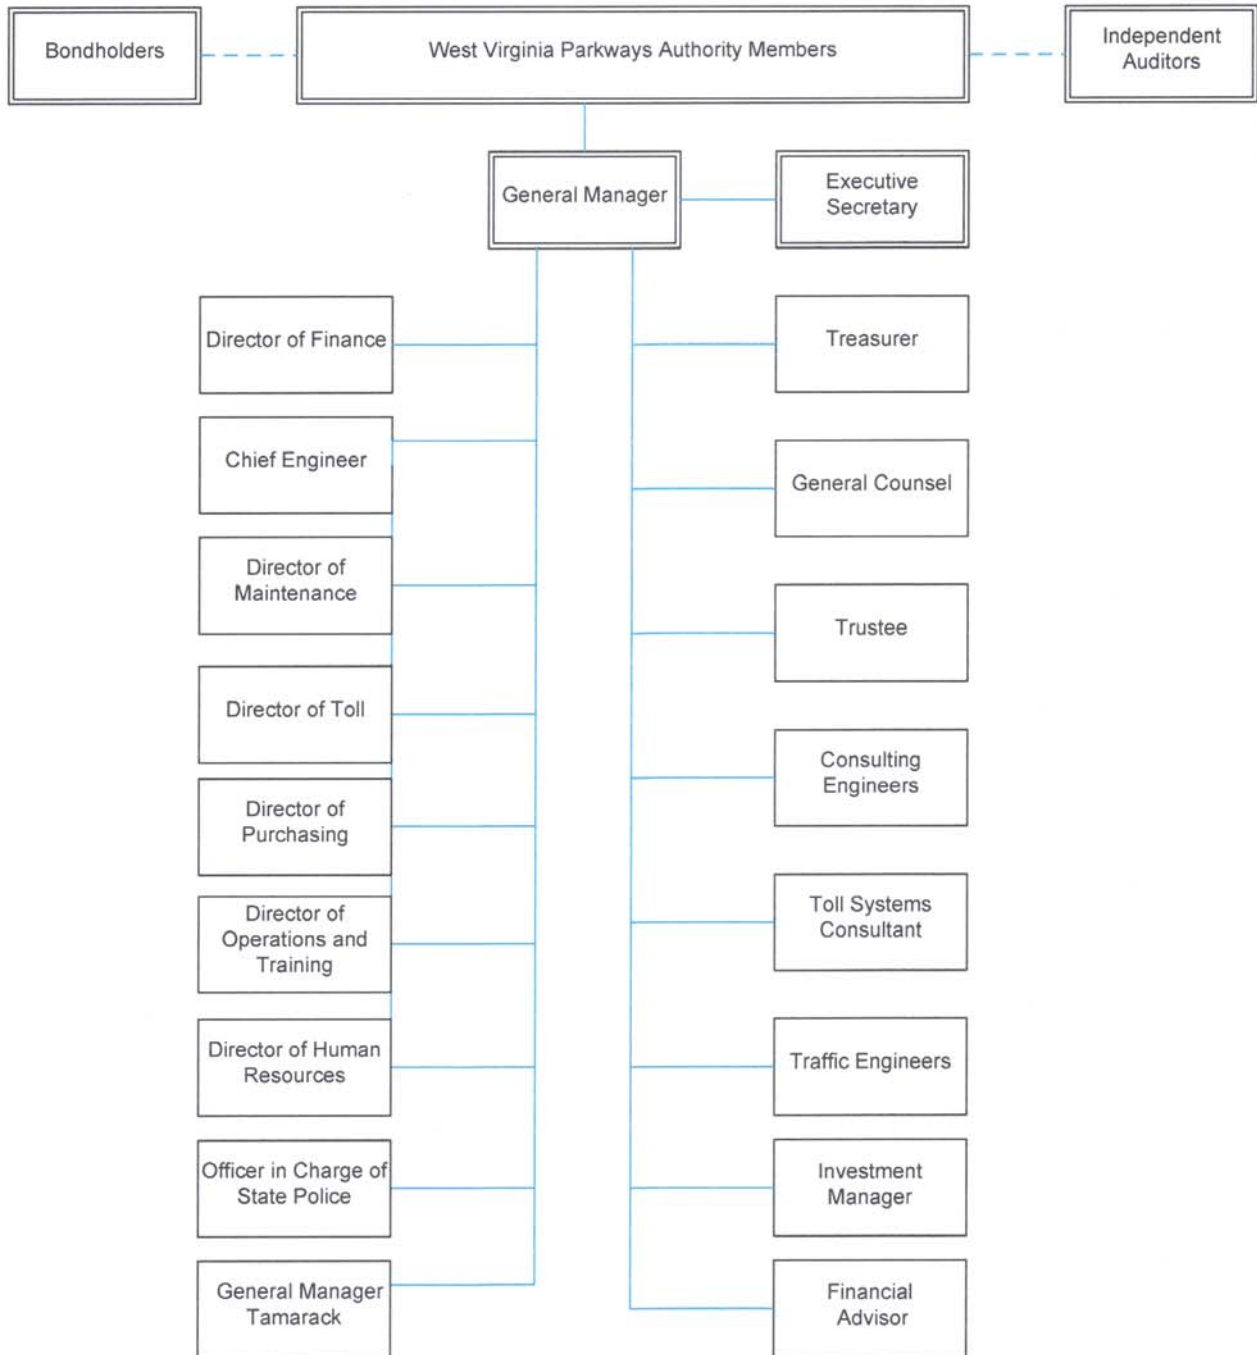 Bondholders
West Virginia Parkways Authority Members
Independent
Auditors
General Manager
Executive
Secretary
Director of Finance
Treasurer
Chief Engineer
General Counsel
Director of
Maintenance
Trustee
Director of Toll
Consulting
Engineers
Director of
Purchasing
Toll Systems
Consultant
Director of
Operations and
Training
Director of Human
Resources
Traffic Engineers
Officer in Charge of
State Police
Investment
Manager
General Manager
Tamarack
Financial
Advisor